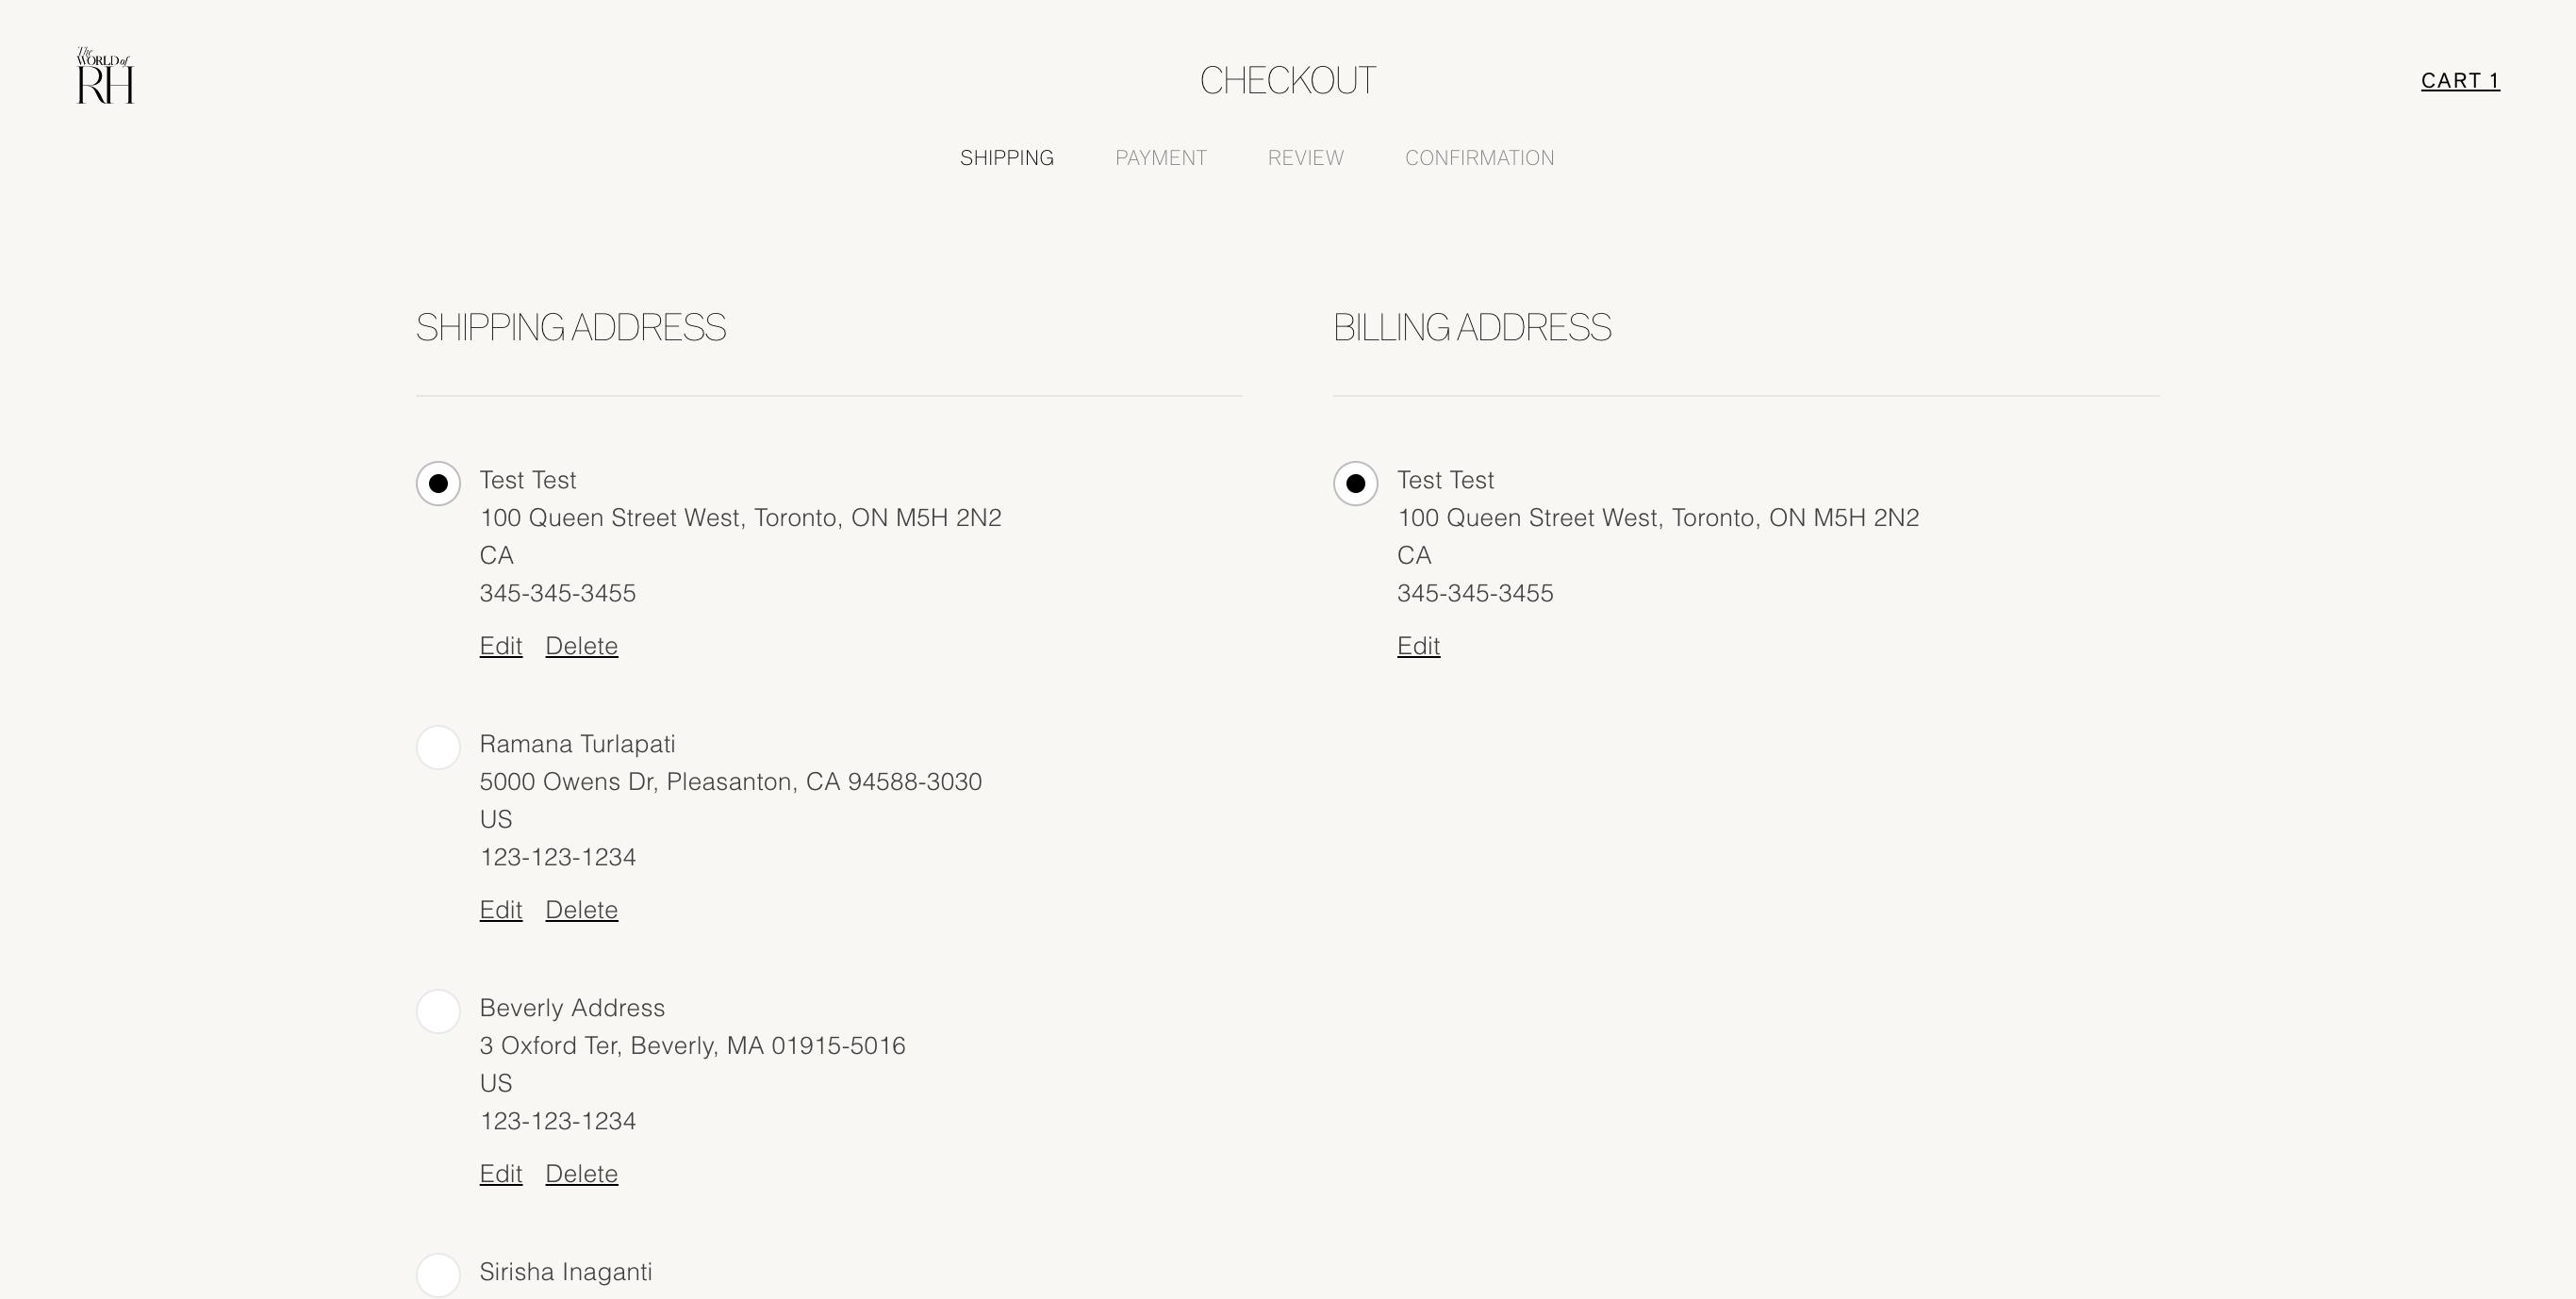 The
WORLD of
RH
CHECKOUT
CART 1
SHIPPING PAYMENT REVIEW CONFIRMATION
SHIPPING ADDRESS
Test Test
100 Queen Street West, Toronto, ON M5H 2N2
CA
345-345-3455
Edit Delete
Ramana Turlapati
5000 Owens Dr, Pleasanton, CA 94588-3030
US
123-123-1234
Edit Delete
Beverly Address
3 Oxford Ter, Beverly, MA 01915-5016
US
123-123-1234
Edit Delete
Sirisha Inaganti
BILLING ADDRESS
Test Test
100 Queen Street West, Toronto, ON M5H 2N2
CA
345-345-3455
Edit